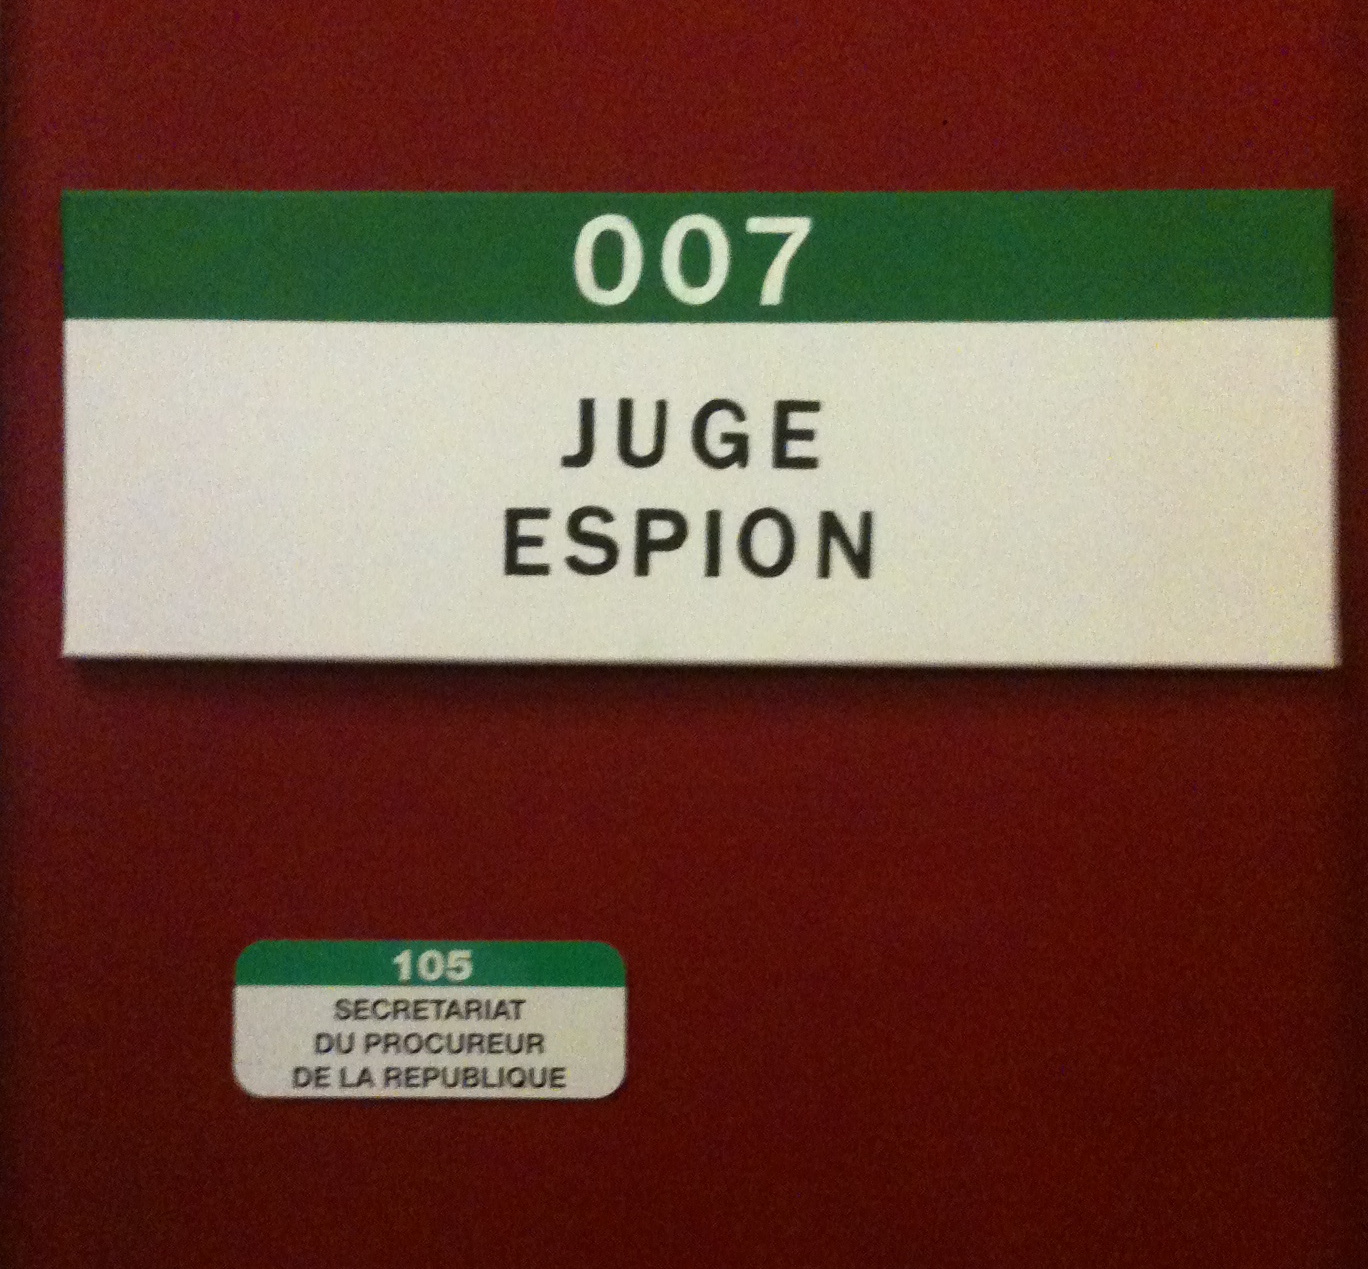 007
JUGE
ESPION
105
SECRETARIAT
DU PROCUREUR
DE LA REPUBLIQUE